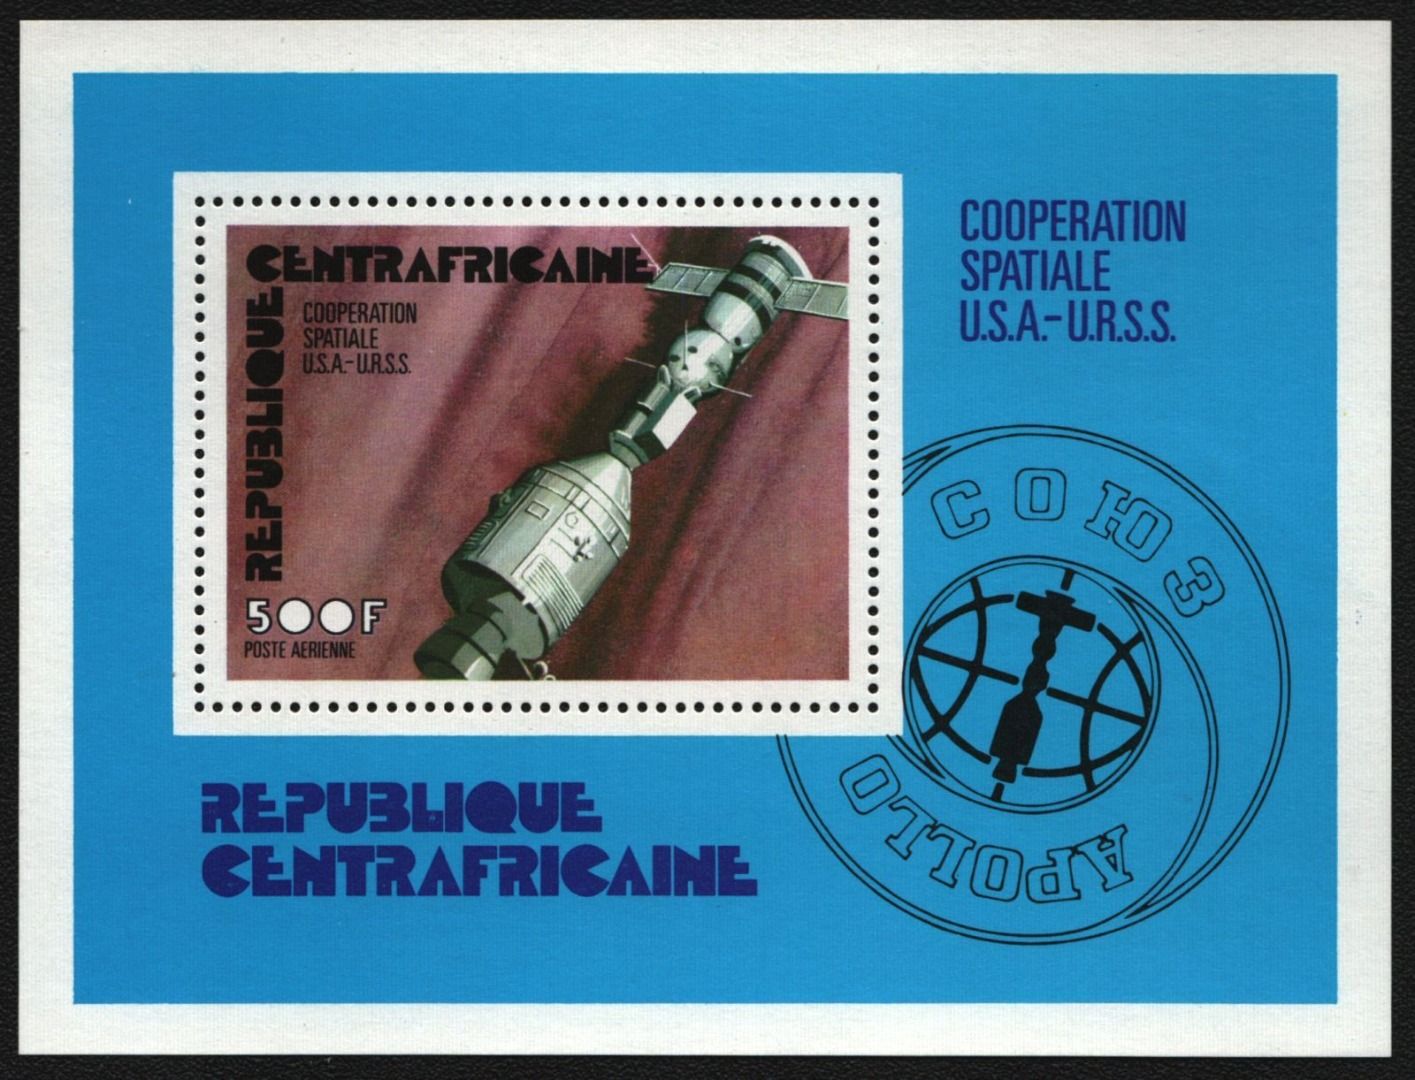 REPUBLIQUE
CENTRAFRICAINE
COOPERATION
SPATIALE
U.S.A.-U.R.S.S.
500F
POSTE AERIENNE
COOPERATION
SPATIALE
U.S.A.-U.R.S.S.
СОЮЗ
APOLLO
REPUBLIQUE
CENTRAFRICAINE